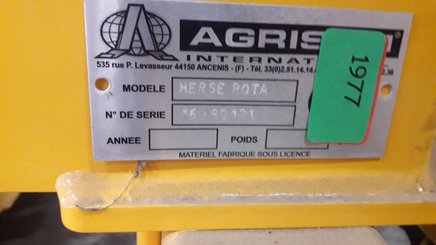 AGRIS
INTERNAT
535 rue P. Levasseur 44150 ANCENIS - (F) - Tél. 33(0)2.51.14.14.
1977
MODELE HERSE ROTA
N° DE SERIE
ANNEE POIDS
MATERIEL FABRIQUE SOUS LICENCE